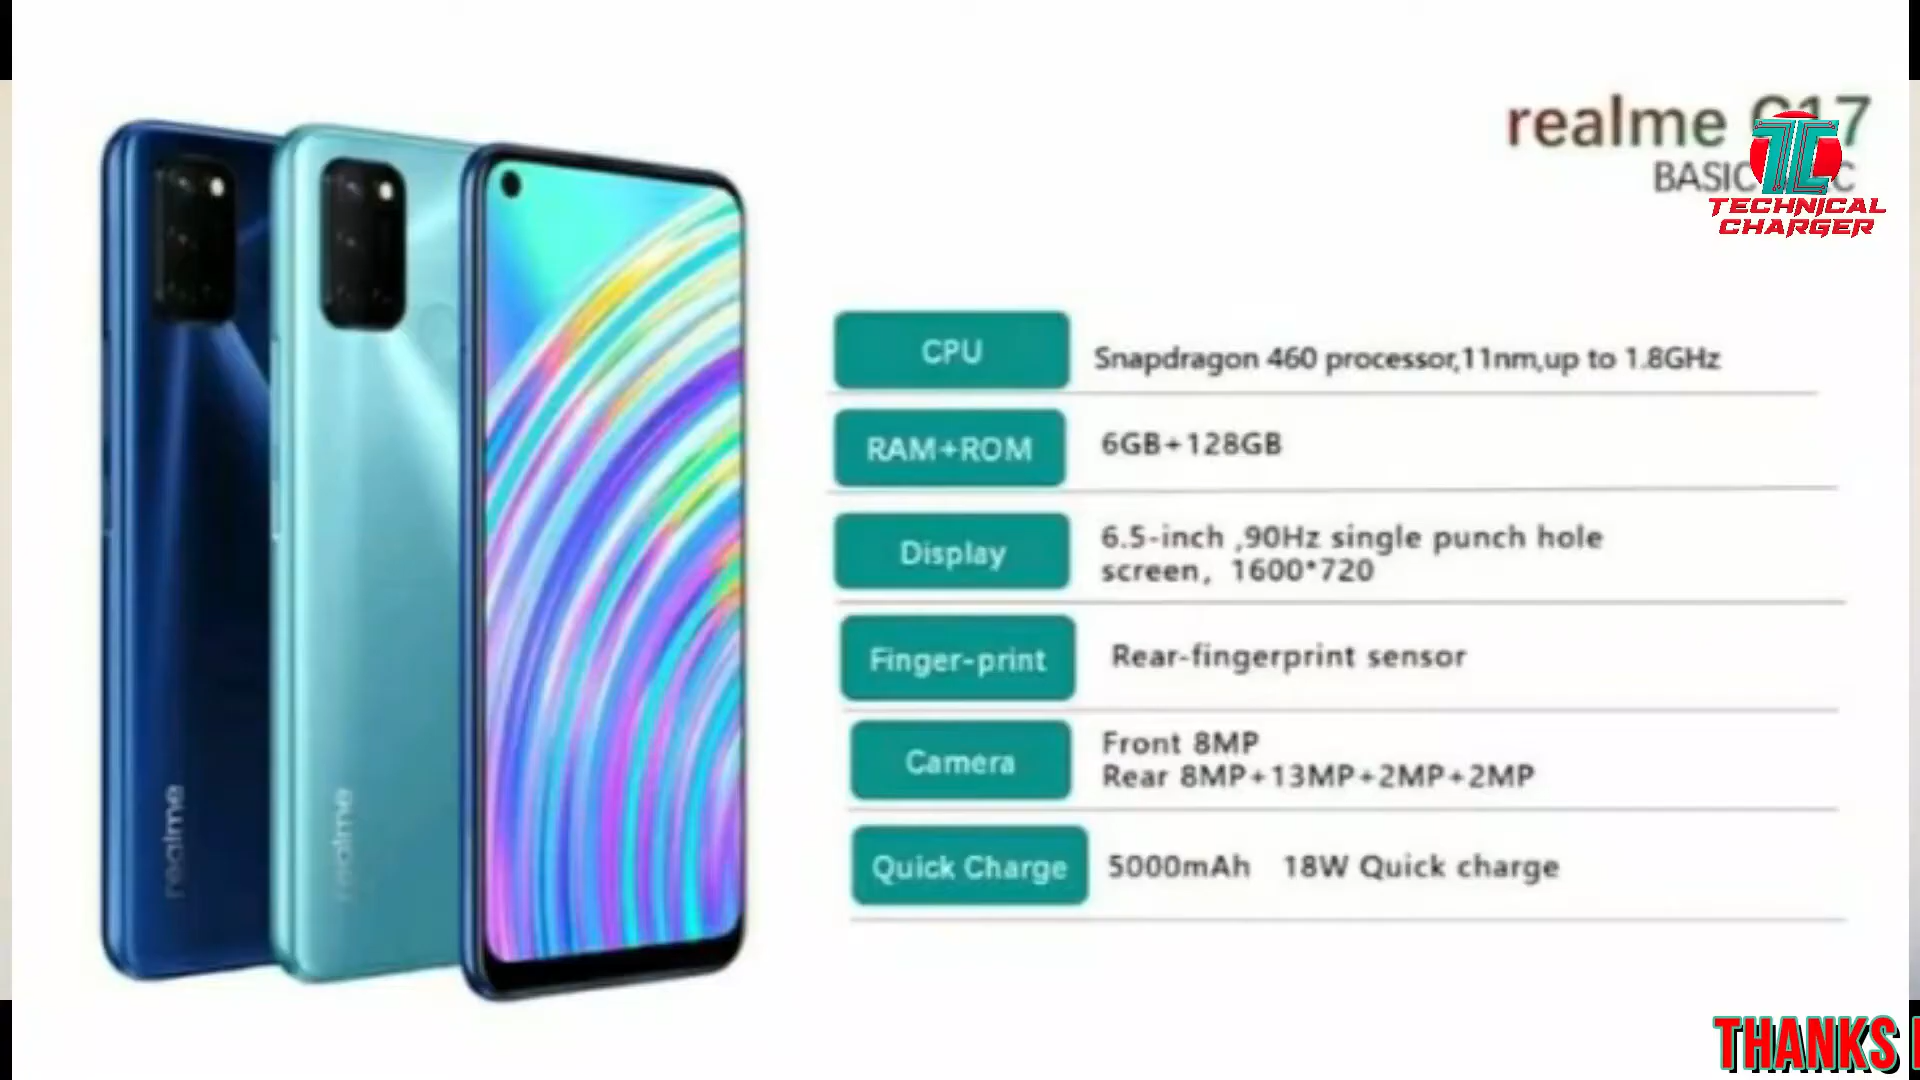 realme
BASIC
TECHNICAL
CHARGER
CPU
Snapdragon 460 processor,11nm,up to 1.8GHz
RAM+ROM
6GB+128GB
Display
6.5-inch ,90Hz single punch hole
screen, 1600*720
Finger-print
Rear-fingerprint sensor
Camera
Front 8MP
Rear 8MP+13MP+2MP+2MP
Quick Charge
5000mAh 18W Quick charge
realme
realme
THANKS